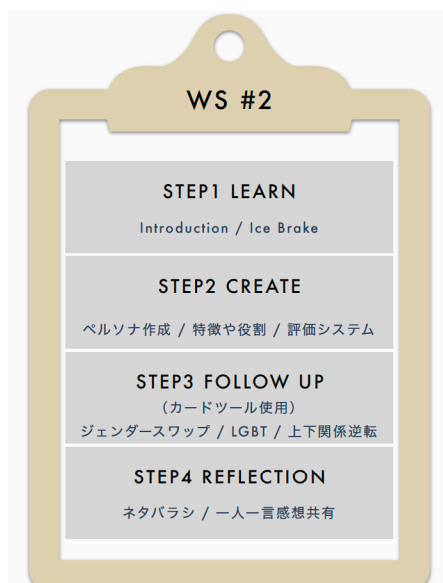 WS #2
STEP1 LEARN
Introduction / Ice Brake
STEP2 CREATE
ペルソナ作成 / 特徴や役割 / 評価システム
STEP3 FOLLOW UP
（カードツール使用）
ジェンダースワップ / LGBT / 上下関係逆転
STEP4 REFLECTION
ネタバラシ / 一人一言感想共有